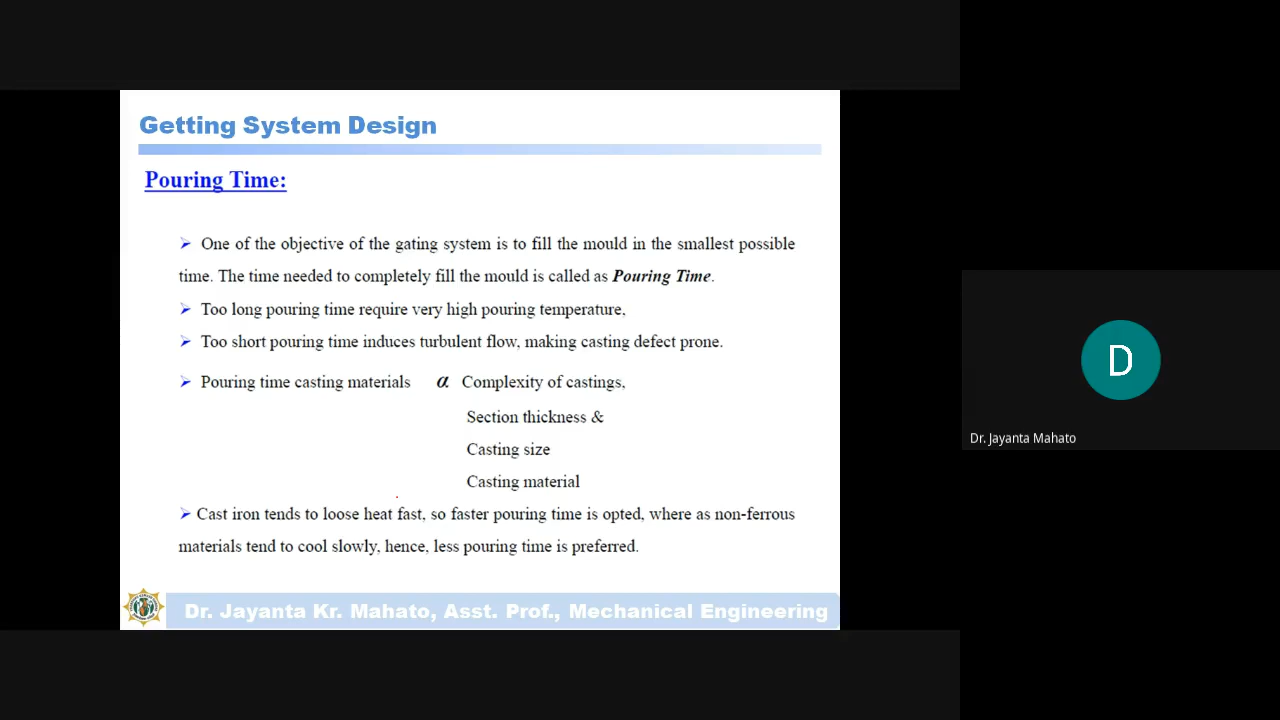 Getting System Design
Pouring Time:
➢ One of the objective of the gating system is to fill the mould in the smallest possible
time. The time needed to completely fill the mould is called as Pouring Time.
➢ Too long pouring time require very high pouring temperature,
➢ Too short pouring time induces turbulent flow, making casting defect prone.
➢ Pouring time casting materials α Complexity of castings,
Section thickness &
Casting size
Casting material
➢ Cast iron tends to loose heat fast, so faster pouring time is opted, where as non-ferrous
materials tend to cool slowly, hence, less pouring time is preferred.
Dr. Jayanta Kr. Mahato, Asst. Prof., Mechanical Engineering
D
Dr. Jayanta Mahato